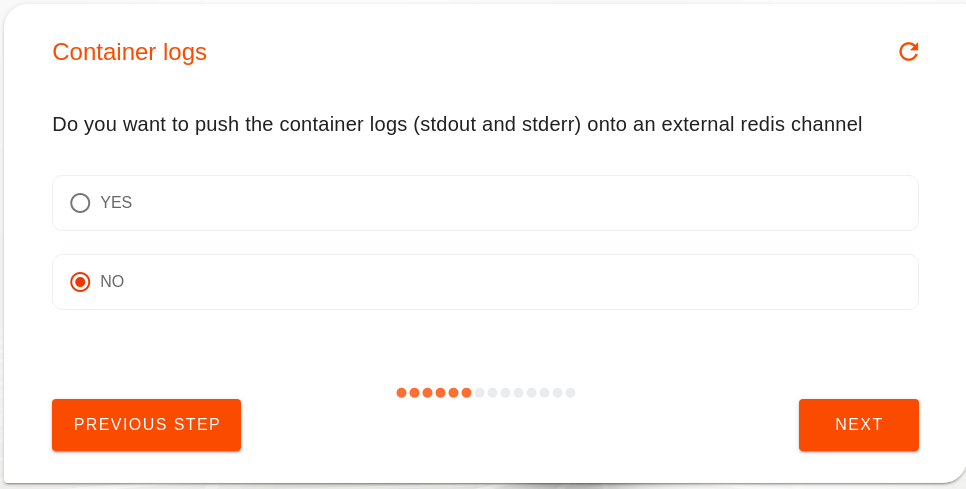 Container logs
Do you want to push the container logs (stdout and stderr) onto an external redis channel
YES
NO
PREVIOUS STEP
NEXT